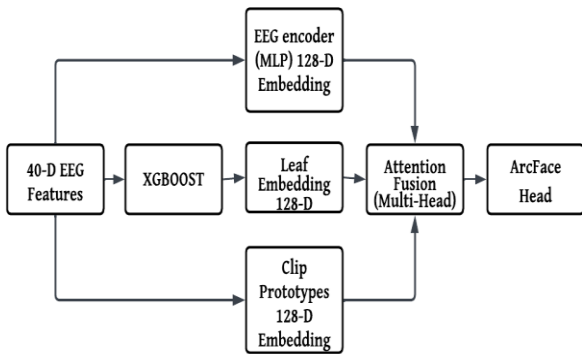 EEG encoder
(MLP) 128-D
Embedding
40-D EEG
Features
XGBOOST
Leaf
Embedding
128-D
Attention
Fusion
(Multi-Head)
ArcFace
Head
Clip
Prototypes
128-D
Embedding